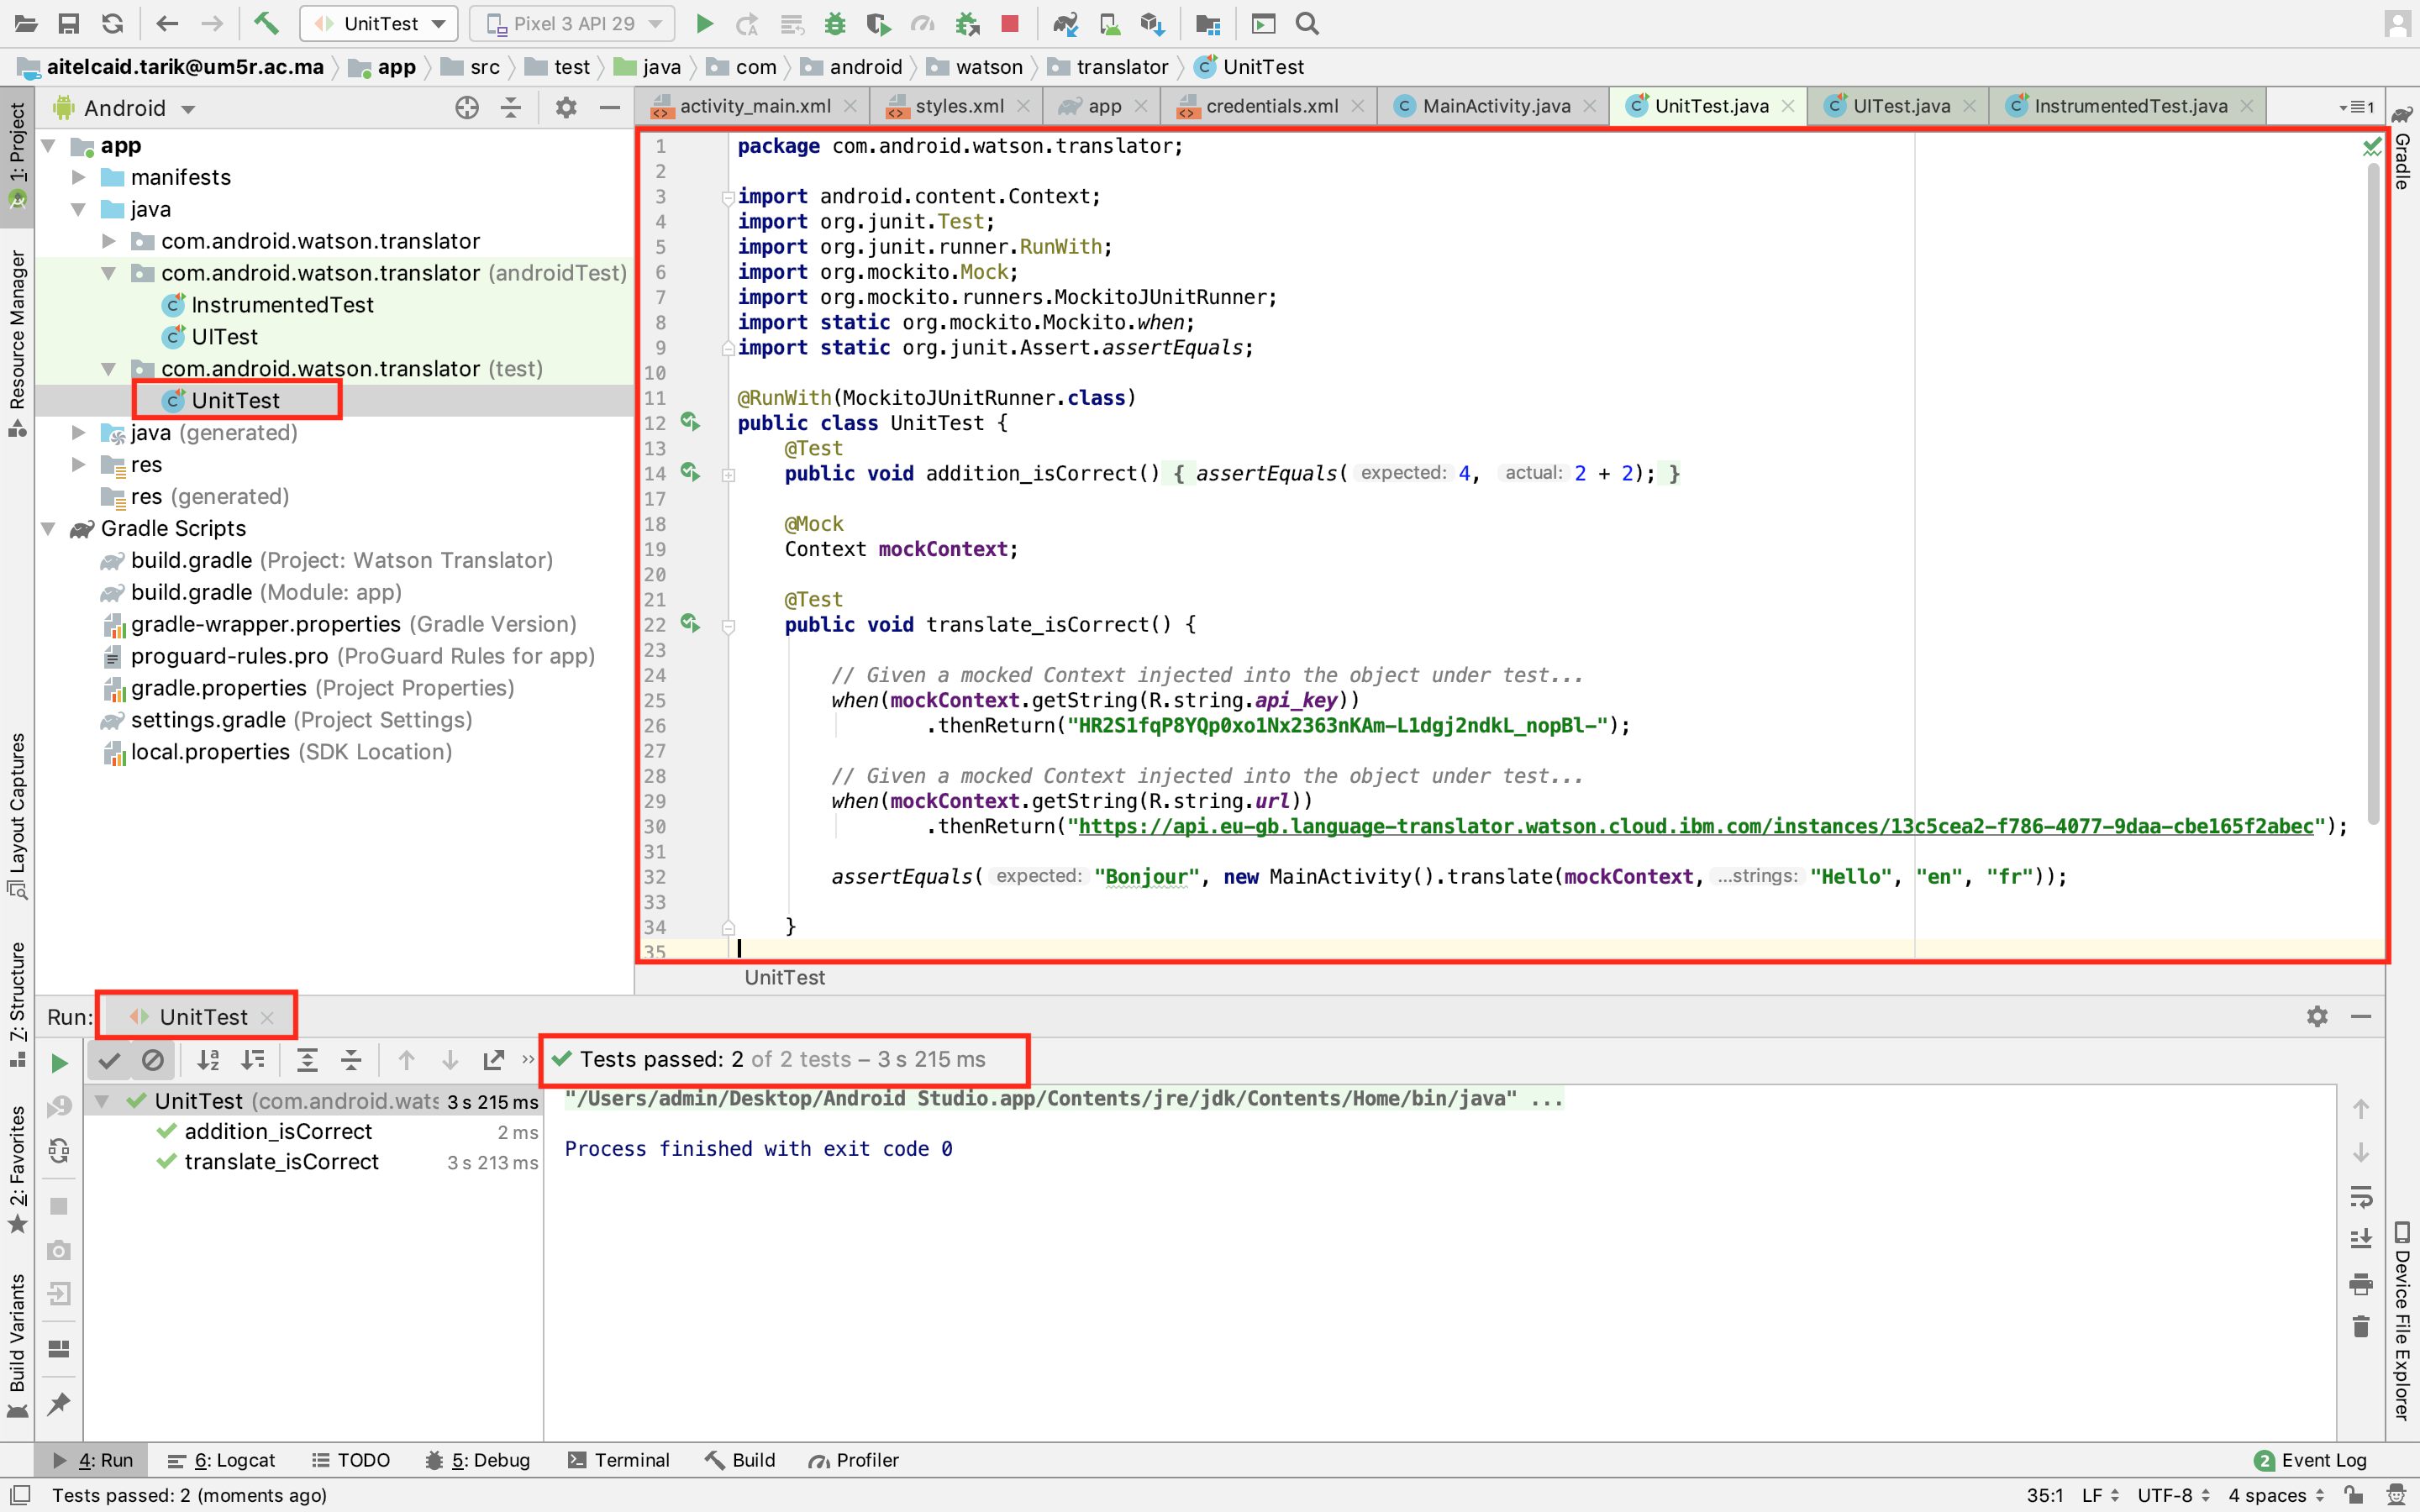 UnitTest
Pixel 3 API 29
aitelcaid.tarik@um5r.ac.ma app src test java com android watson translator UnitTest
Android
activity_main.xml styles.xml app credentials.xml MainActivity.java UnitTest.java UITest.java InstrumentedTest.java 1
1: Project
Resource Manager
Layout Captures
7: Structure
2: Favorites
Build Variants
app
manifests
java
com.android.watson.translator
com.android.watson.translator (androidTest)
InstrumentedTest
UITest
com.android.watson.translator (test)
UnitTest
java (generated)
res
res (generated)
Gradle Scripts
build.gradle (Project: Watson Translator)
build.gradle (Module: app)
gradle-wrapper.properties (Gradle Version)
proguard-rules.pro (ProGuard Rules for app)
gradle.properties (Project Properties)
settings.gradle (Project Settings)
local.properties (SDK Location)
1 package com.android.watson.translator;
2
3 import android.content.Context;
4 import org.junit.Test;
5 import org.junit.runner.RunWith;
6 import org.mockito.Mock;
7 import org.mockito.runners.MockitoJUnitRunner;
8 import static org.mockito.Mockito.when;
9 import static org.junit.Assert.assertEquals;
10
11 @RunWith(MockitoJUnitRunner.class)
12 public class UnitTest {
13 @Test
14 public void addition_isCorrect() { assertEquals( expected: 4, actual: 2 + 2); }
17
18 @Mock
19 Context mockContext;
20
21 @Test
22 public void translate_isCorrect() {
23
24 // Given a mocked Context injected into the object under test...
25 when(mockContext.getString(R.string.api_key))
26 .thenReturn("HR2S1fqP8YQp0xo1Nx2363nKAm-L1dgj2ndkL_nopBl-");
27
28 // Given a mocked Context injected into the object under test...
29 when(mockContext.getString(R.string.url))
30 .thenReturn("https://api.eu-gb.language-translator.watson.cloud.ibm.com/instances/13c5cea2-f786-4077-9daa-cbe165f2abec");
31
32 assertEquals( expected: "Bonjour", new MainActivity().translate(mockContext, ...strings: "Hello", "en", "fr"));
33
34 }
35
UnitTest
Gradle
Device File Explorer
Run: UnitTest
Tests passed: 2 of 2 tests – 3 s 215 ms
UnitTest (com.android.wats 3 s 215 ms
addition_isCorrect 2 ms
translate_isCorrect 3 s 213 ms
"/Users/admin/Desktop/Android Studio.app/Contents/jre/jdk/Contents/Home/bin/java" ...
Process finished with exit code 0
4: Run 6: Logcat TODO 5: Debug Terminal Build Profiler 2 Event Log
Tests passed: 2 (moments ago) 35:1 LF UTF-8 4 spaces